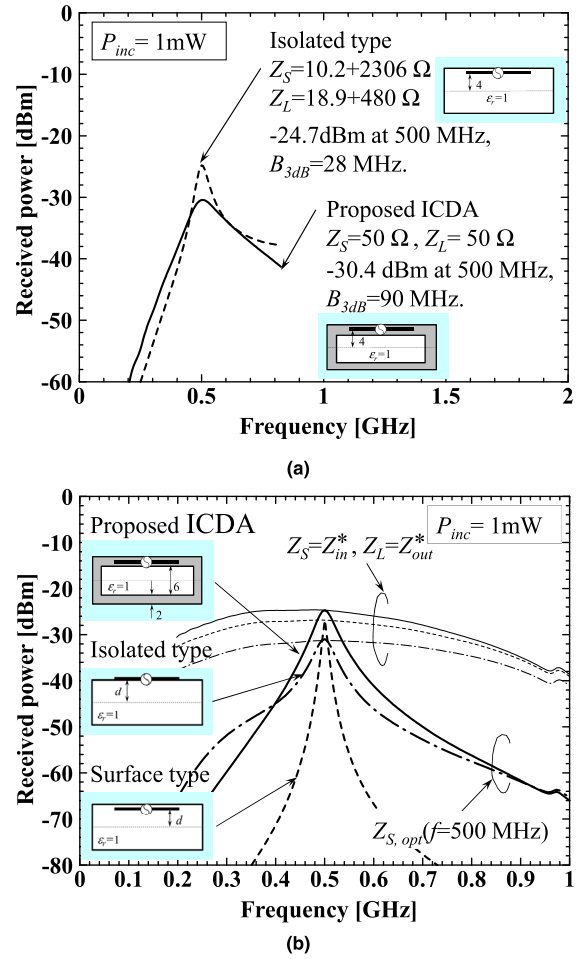 0
-10
-20
-30
-40
-50
-60
Received power [dBm]
P_inc= 1mW
Isolated type
Z_S=10.2+2306 Ω
Z_L=18.9+480 Ω
-24.7dBm at 500 MHz,
B_3dB=28 MHz.
4
ε_r=1
Proposed ICDA
Z_S=50 Ω , Z_L= 50 Ω
-30.4 dBm at 500 MHz,
B_3dB=90 MHz.
4
ε_r=1
0 0.5 1 1.5 2
Frequency [GHz]
(a)
0
-10
-20
-30
-40
-50
-60
-70
-80
Received power [dBm]
Proposed ICDA
P_inc= 1mW
Z_S=Z_in^*, Z_L=Z_out^*
ε_r=1
6
2
Isolated type
d
ε_r=1
Surface type
d
ε_r=1
Z_S, opt(f=500 MHz)
0 0.1 0.2 0.3 0.4 0.5 0.6 0.7 0.8 0.9 1
Frequency [GHz]
(b)